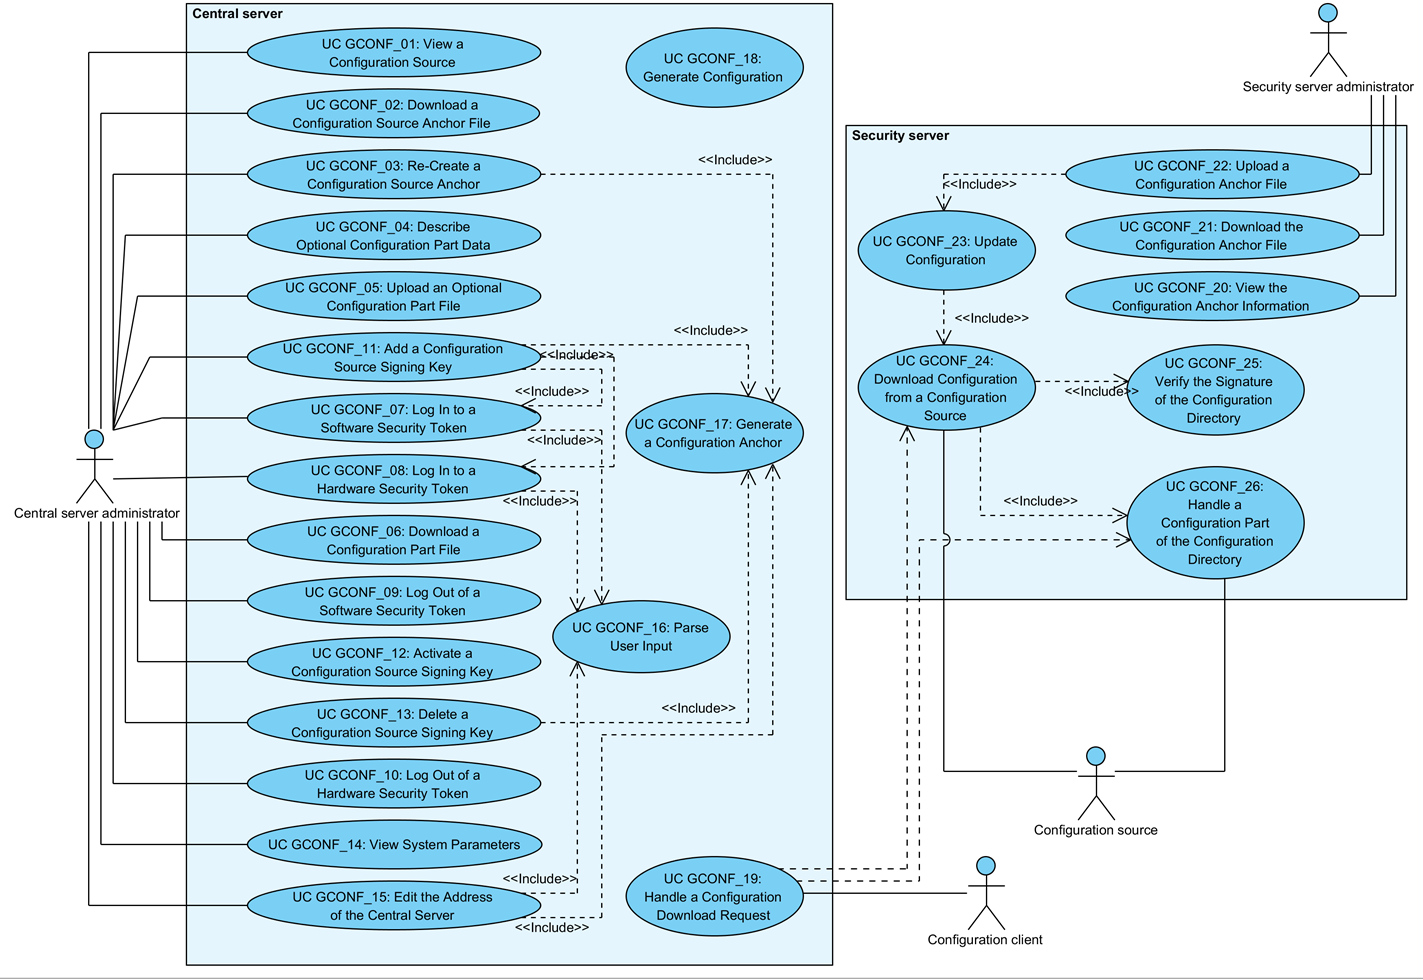 Central server
UC GCONF_01: View a
Configuration Source
UC GCONF_02: Download a
Configuration Source Anchor File
UC GCONF_03: Re-Create a
Configuration Source Anchor
UC GCONF_04: Describe
Optional Configuration Part Data
UC GCONF_05: Upload an Optional
Configuration Part File
UC GCONF_11: Add a Configuration
Source Signing Key
UC GCONF_07: Log In to a
Software Security Token
UC GCONF_08: Log In to a
Hardware Security Token
UC GCONF_06: Download a
Configuration Part File
UC GCONF_09: Log Out of a
Software Security Token
UC GCONF_12: Activate a
Configuration Source Signing Key
UC GCONF_13: Delete a
Configuration Source Signing Key
UC GCONF_10: Log Out of a
Hardware Security Token
UC GCONF_14: View System Parameters
UC GCONF_15: Edit the Address
of the Central Server
Central server administrator
UC GCONF_18:
Generate Configuration
<<Include>>
<<Include>>
<<Include>>
<<Include>>
<<Include>>
<<Include>>
UC GCONF_17: Generate
a Configuration Anchor
UC GCONF_16: Parse
User Input
<<Include>>
<<Include>>
<<Include>>
UC GCONF_19:
Handle a Configuration
Download Request
Security server administrator
Security server
UC GCONF_22: Upload a
Configuration Anchor File
<<Include>>
UC GCONF_23: Update
Configuration
UC GCONF_21: Download the
Configuration Anchor File
UC GCONF_20: View the
Configuration Anchor Information
<<Include>>
UC GCONF_24:
Download Configuration
from a Configuration
Source
<<Include>>
UC GCONF_25:
Verify the Signature
of the Configuration
Directory
<<Include>>
UC GCONF_26:
Handle a
Configuration Part
of the Configuration
Directory
Configuration source
Configuration client